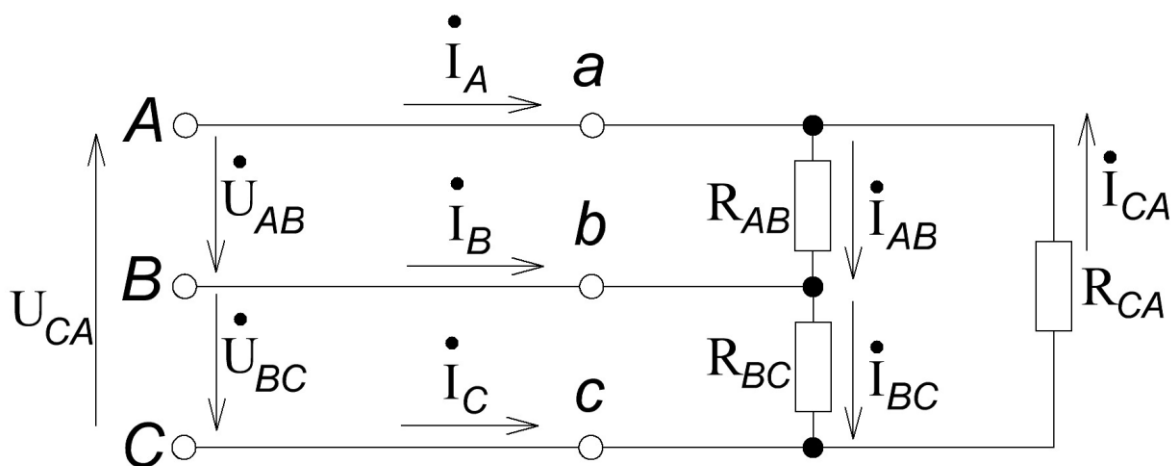 İ_A a
A
U̇_AB İ_B b R_AB İ_AB İ_CA
B
U_CA R_CA
U̇_BC İ_C c R_BC İ_BC
C